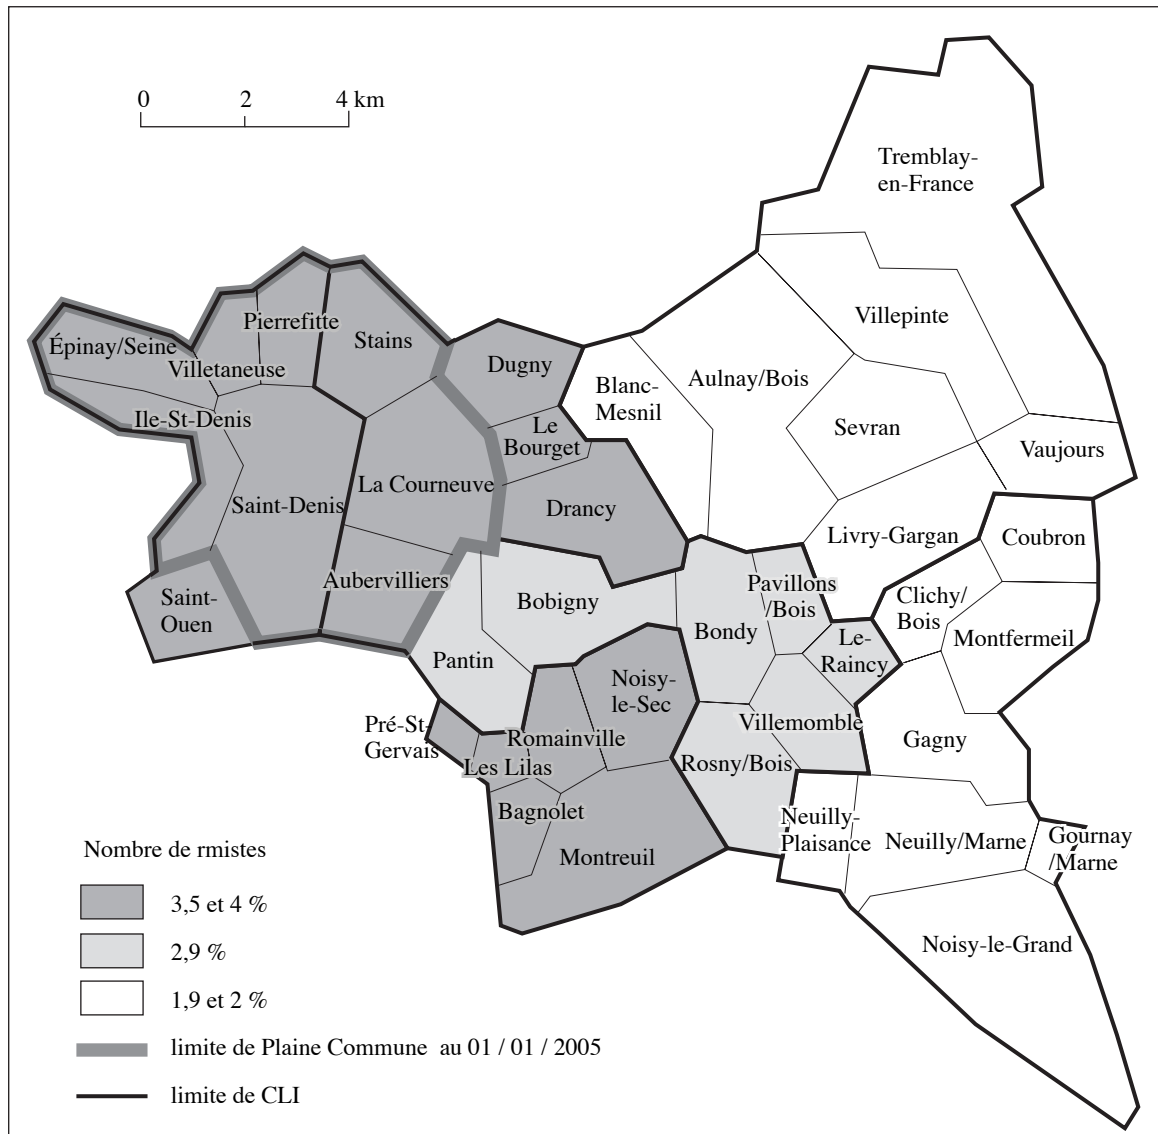 0 2 4 km
Tremblay-
en-France
Villepinte
Pierrefitte
Stains
Épinay/Seine
Villetaneuse
Dugny
Blanc-
Mesnil
Aulnay/Bois
Sevran
Vaujours
Ile-St-Denis
Le
Bourget
Saint-Denis
La Courneuve
Drancy
Livry-Gargan
Coubron
Aubervilliers
Saint-
Ouen
Bobigny
Pavillons
/Bois
Clichy/
Bois
Montfermeil
Bondy
Le-
Raincy
Pantin
Noisy-
le-Sec
Pré-St-
Gervais
Romainville
Villemomble
Gagny
Les Lilas
Rosny/Bois
Bagnolet
Neuilly-
Plaisance
Neuilly/Marne
Gournay
/Marne
Montreuil
Noisy-le-Grand
Nombre de rmistes
3,5 et 4 %
2,9 %
1,9 et 2 %
limite de Plaine Commune au 01 / 01 / 2005
limite de CLI